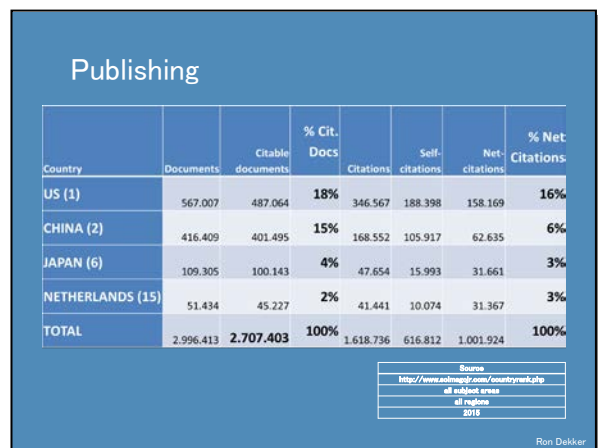 Publishing
Country Documents Citable documents % Cit. Docs Citations Self-citations Net-citations % Net Citations
US (1) 567.007 487.064 18% 346.567 188.398 158.169 16%
CHINA (2) 416.409 401.495 15% 168.552 105.917 62.635 6%
JAPAN (6) 109.305 100.143 4% 47.654 15.993 31.661 3%
NETHERLANDS (15) 51.434 45.227 2% 41.441 10.074 31.367 3%
TOTAL 2.996.413 2.707.403 100% 1.618.736 616.812 1.001.924 100%
Source
http://www.scimagojr.com/countryrank.php
all subject areas
all regions
2015
Ron Dekker